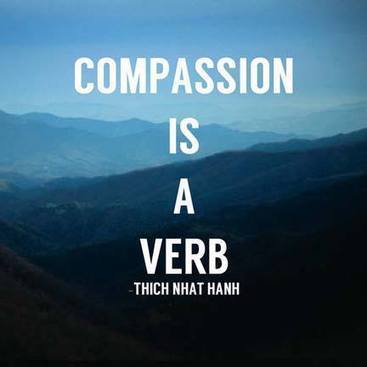 COMPASSION
IS
A
VERB
-THICH NHAT HANH